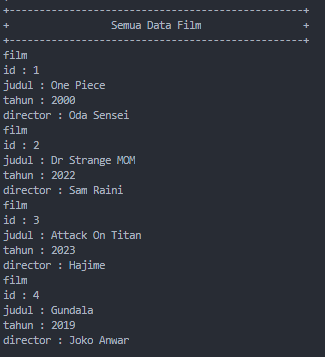 +-----------------------------------------------+
+ Semua Data Film +
+-----------------------------------------------+
film
id : 1
judul : One Piece
tahun : 2000
director : Oda Sensei
film
id : 2
judul : Dr Strange MOM
tahun : 2022
director : Sam Raini
film
id : 3
judul : Attack On Titan
tahun : 2023
director : Hajime
film
id : 4
judul : Gundala
tahun : 2019
director : Joko Anwar